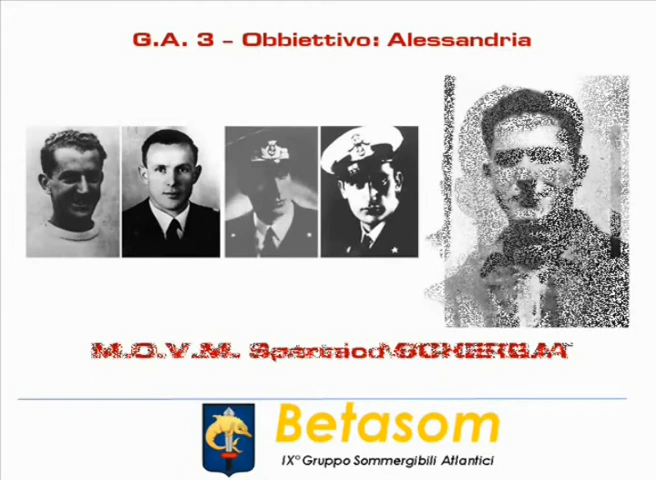 G.A. 3 – Obbiettivo: Alessandria
M.O.V.M.
Betasom
IX° Gruppo Sommergibili Atlantici